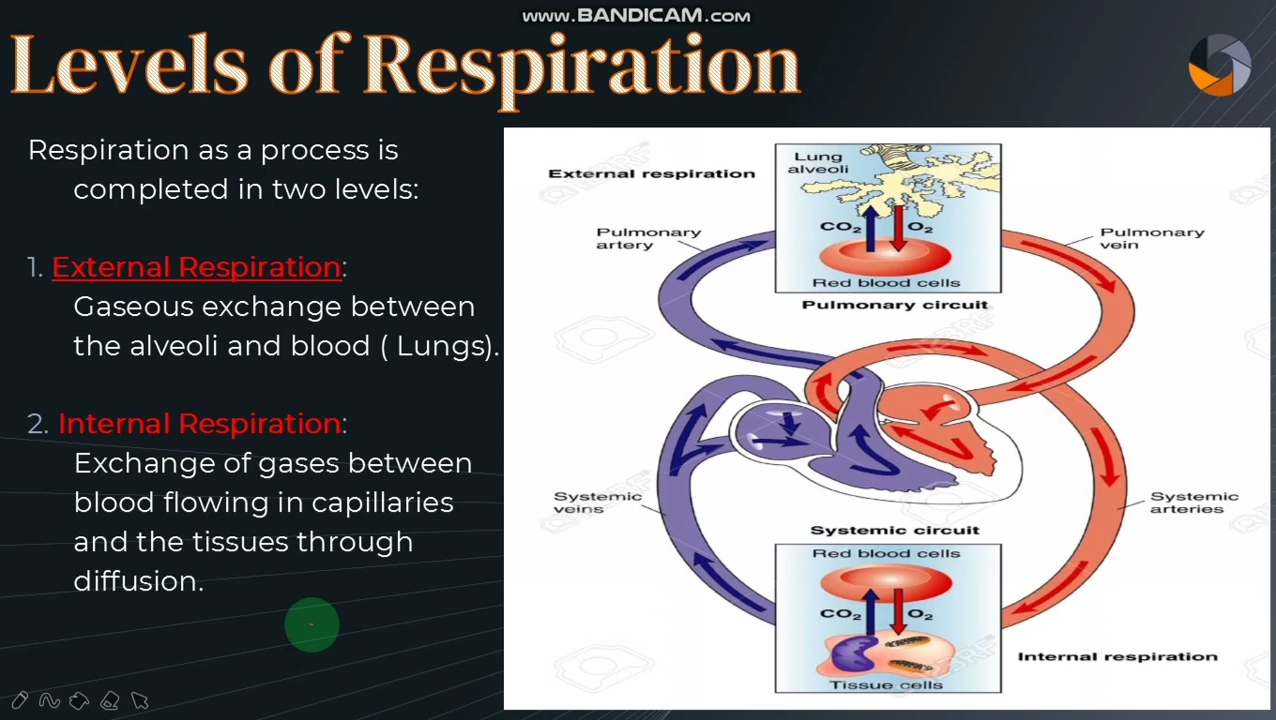 www.BANDICAM.com
Levels of Respiration
Respiration as a process is
completed in two levels:
1. External Respiration:
Gaseous exchange between
the alveoli and blood ( Lungs).
2. Internal Respiration:
Exchange of gases between
blood flowing in capillaries
and the tissues through
diffusion.
External respiration
Lung
alveoli
CO₂
O₂
Red blood cells
Pulmonary circuit
Pulmonary
artery
Pulmonary
vein
Systemic
veins
Systemic
arteries
Systemic circuit
Red blood cells
CO₂
O₂
Tissue cells
Internal respiration